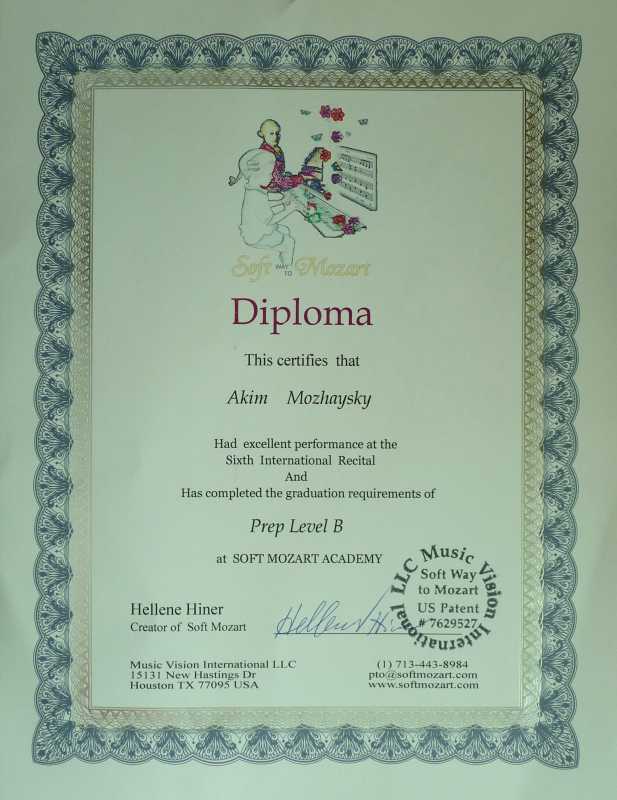 Soft WAY TO Mozart
Diploma
This certifies that
Akim Mozhaysky
Had excellent performance at the
Sixth International Recital
And
Has completed the graduation requirements of
Prep Level B
at SOFT MOZART ACADEMY
LLC Music Vision International
Soft Way
to Mozart
US Patent
# 7629527
Hellene Hiner
Creator of Soft Mozart
Hellene Hiner
Music Vision International LLC
15131 New Hastings Dr
Houston TX 77095 USA
(1) 713-443-8984
pto@softmozart.com
www.softmozart.com